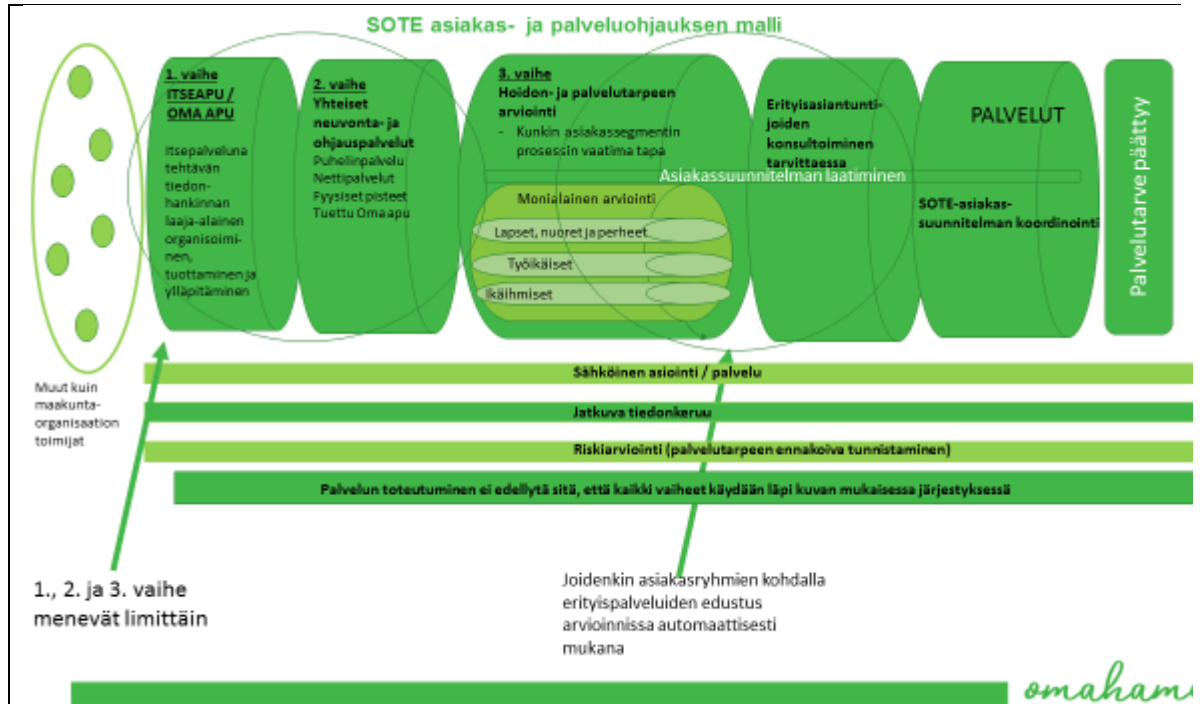 SOTE asiakas- ja palveluohjauksen malli
1. vaihe
ITSEAPU /
OMA APU
Itsepalveluna
tehtävän
tiedon-
hankinnan
laaja-alainen
organisoimi-
nen,
tuottaminen ja
ylläpitäminen
2. vaihe
Yhteiset
neuvonta- ja
ohjauspalvelut
Puhelinpalvelu
Nettipalvelut
Fyysiset pisteet
Tuettu Oma apu
3. vaihe
Hoidon- ja palvelutarpeen
arviointi
- Kunkin asiakassegmentin
prosessin vaatima tapa
Monialainen arviointi
Lapset, nuoret ja perheet
Työikäiset
Ikäihmiset
Erityisasiantunti-
joiden
konsultoiminen
tarvittaessa
Asiakassuunnitelman laatiminen
PALVELUT
SOTE-asiakas-
suunnitelman koordinointi
Palvelutarve päättyy
Muut kuin
maakunta-
organisaation
toimijat
Sähköinen asiointi / palvelu
Jatkuva tiedonkeruu
Riskiarviointi (palvelutarpeen ennakoiva tunnistaminen)
Palvelun toteutuminen ei edellytä sitä, että kaikki vaiheet käydään läpi kuvan mukaisessa järjestyksessä
1., 2. ja 3. vaihe
menevät limittäin
Joidenkin asiakasryhmien kohdalla
erityispalveluiden edustus
arvioinnissa automaattisesti
mukana
omaham